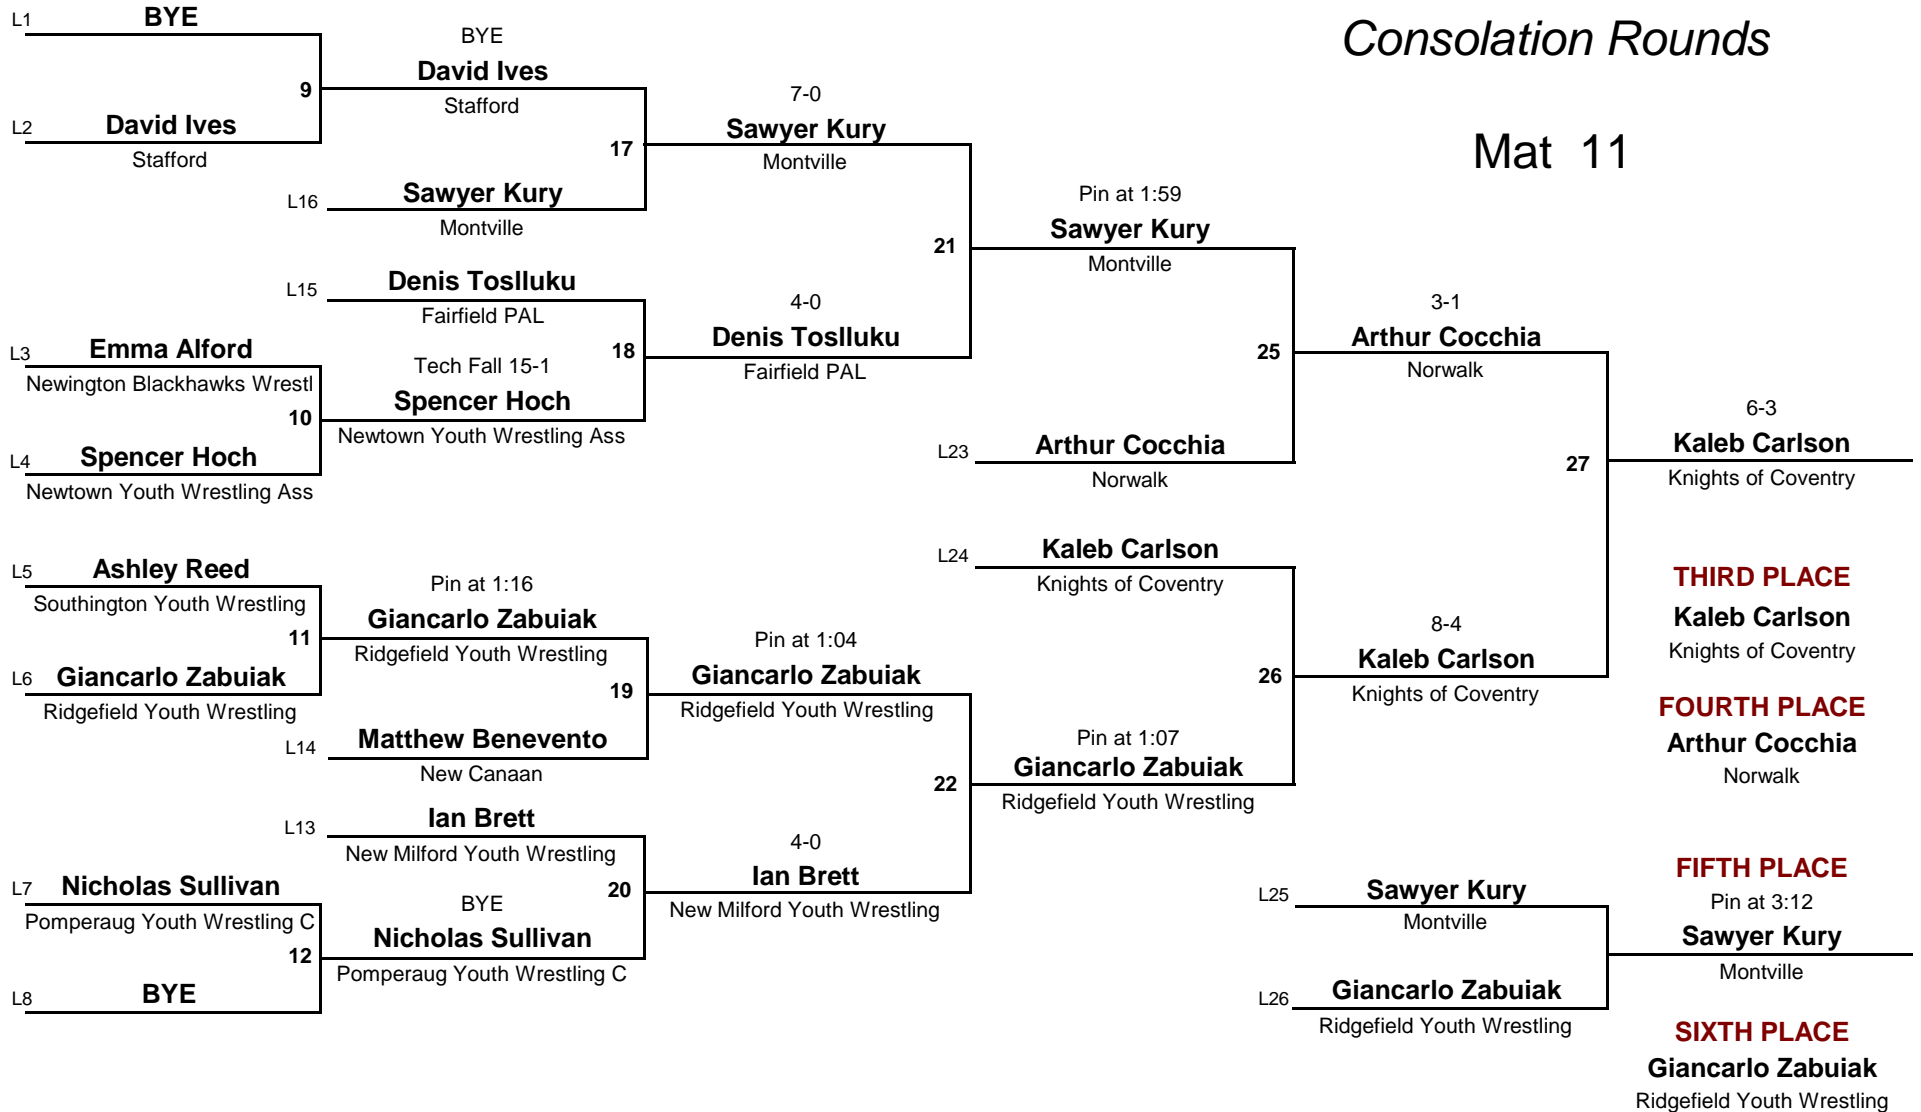 Consolation Rounds
Mat 11
L1 BYE
9
L2 David Ives
Stafford
BYE
David Ives
Stafford
17
L16 Sawyer Kury
Montville
7-0
Sawyer Kury
Montville
L15 Denis Toslluku
Fairfield PAL
L3 Emma Alford
Newington Blackhawks Wrestl
10
L4 Spencer Hoch
Newtown Youth Wrestling Ass
Tech Fall 15-1
Spencer Hoch
Newtown Youth Wrestling Ass
18
4-0
Denis Toslluku
Fairfield PAL
21
Pin at 1:59
Sawyer Kury
Montville
25
L23 Arthur Cocchia
Norwalk
3-1
Arthur Cocchia
Norwalk
27
6-3
Kaleb Carlson
Knights of Coventry
L5 Ashley Reed
Southington Youth Wrestling
11
L6 Giancarlo Zabuiak
Ridgefield Youth Wrestling
Pin at 1:16
Giancarlo Zabuiak
Ridgefield Youth Wrestling
19
L14 Matthew Benevento
New Canaan
Pin at 1:04
Giancarlo Zabuiak
Ridgefield Youth Wrestling
L13 Ian Brett
New Milford Youth Wrestling
L7 Nicholas Sullivan
Pomperaug Youth Wrestling C
12
L8 BYE
BYE
Nicholas Sullivan
Pomperaug Youth Wrestling C
20
4-0
Ian Brett
New Milford Youth Wrestling
22
L24 Kaleb Carlson
Knights of Coventry
Pin at 1:07
Giancarlo Zabuiak
Ridgefield Youth Wrestling
26
8-4
Kaleb Carlson
Knights of Coventry
THIRD PLACE
Kaleb Carlson
Knights of Coventry
FOURTH PLACE
Arthur Cocchia
Norwalk
L25 Sawyer Kury
Montville
L26 Giancarlo Zabuiak
Ridgefield Youth Wrestling
FIFTH PLACE
Pin at 3:12
Sawyer Kury
Montville
SIXTH PLACE
Giancarlo Zabuiak
Ridgefield Youth Wrestling